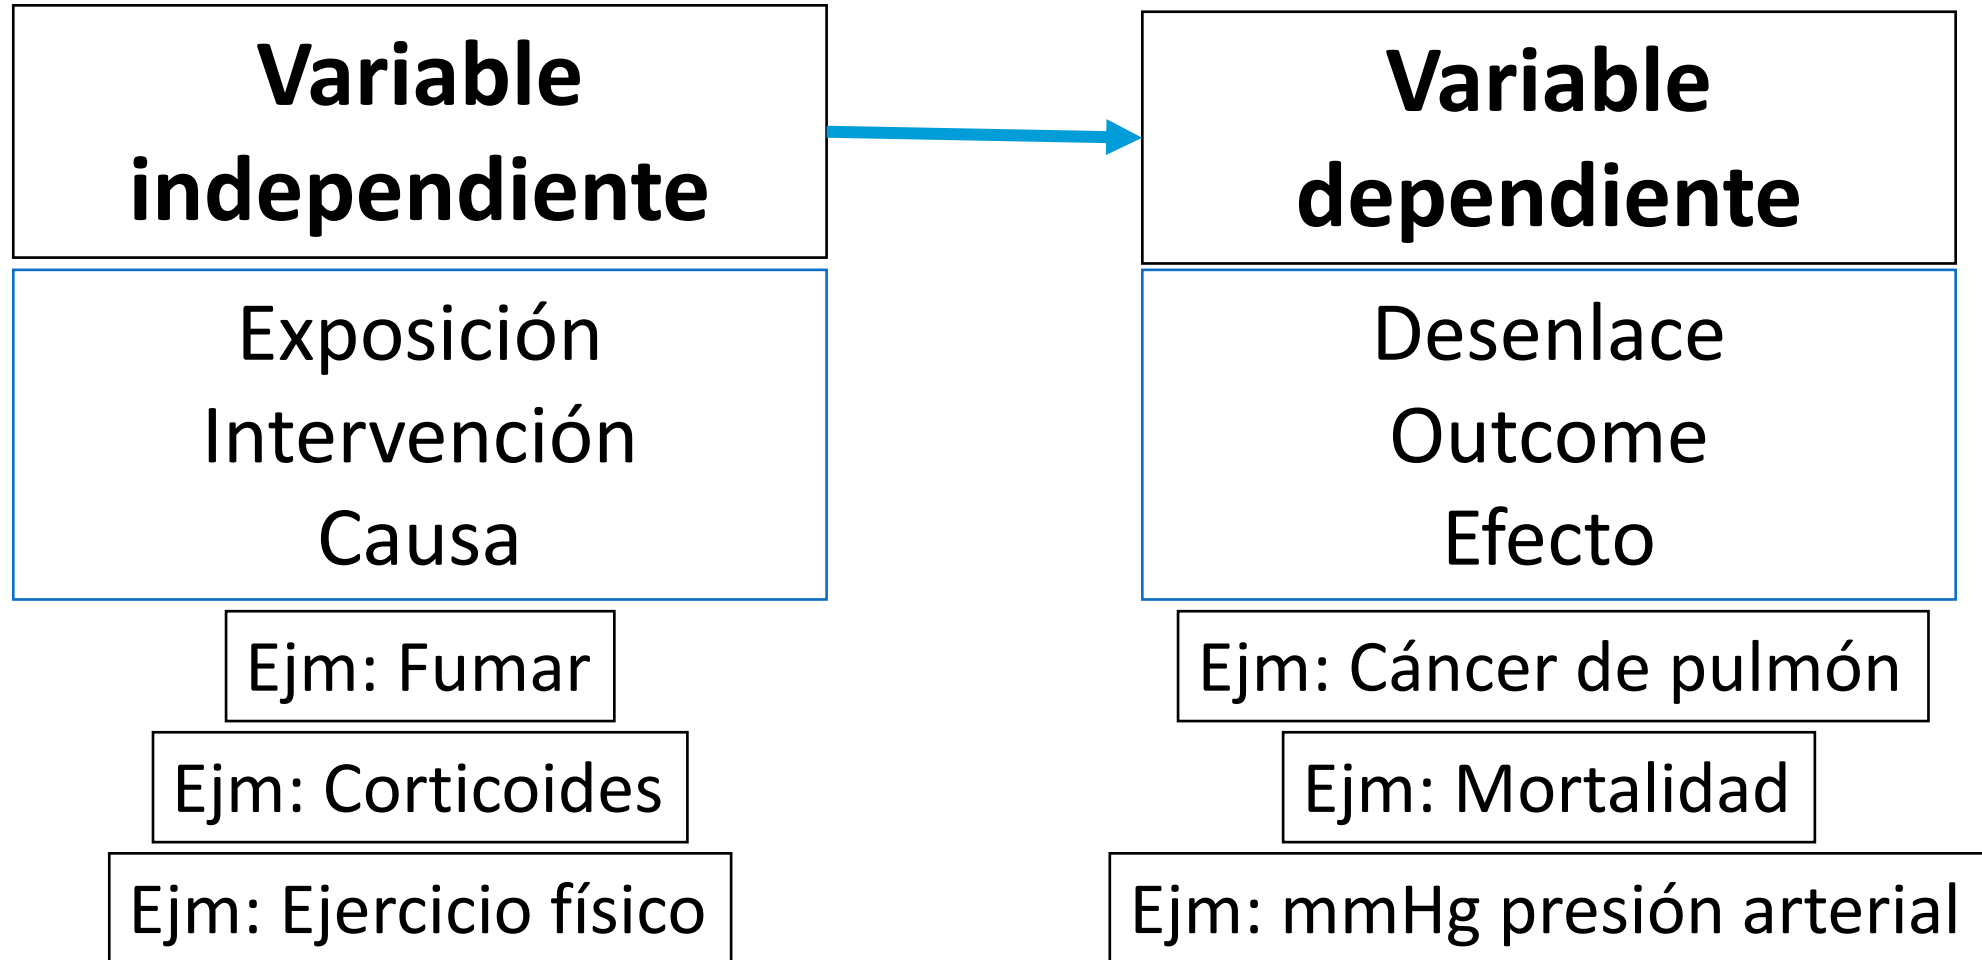 Variable
independiente
Exposición
Intervención
Causa
Ejm: Fumar
Ejm: Corticoides
Ejm: Ejercicio físico
Variable
dependiente
Desenlace
Outcome
Efecto
Ejm: Cáncer de pulmón
Ejm: Mortalidad
Ejm: mmHg presión arterial